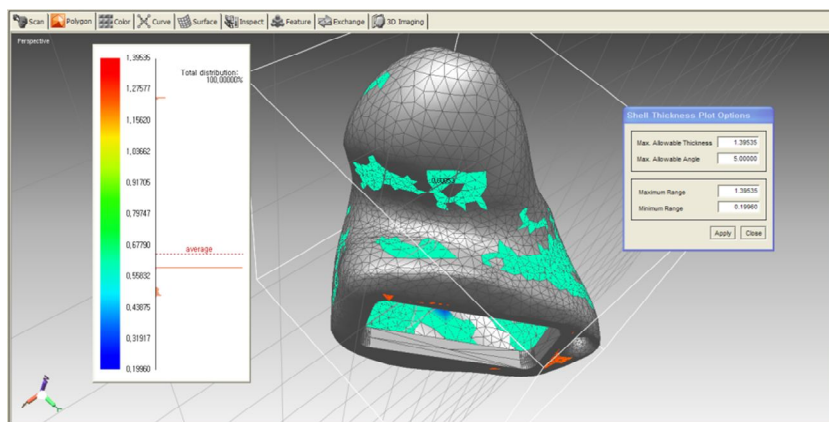 Scan Polygon Color Curve Surface Inspect Feature Exchange 3D Imaging
Perspective
1,39535
1,27577
1,15620
1,03662
0,91705
0,79747
0,67790
0,55832
0,43875
0,31917
0,19960
Total distribution:
100,00000%
average
Shell Thickness Plot Options
Max. Allowable Thickness 1.39535
Max. Allowable Angle 5.00000
Maximum Range 1.39535
Minimum Range 0.19960
Apply Close